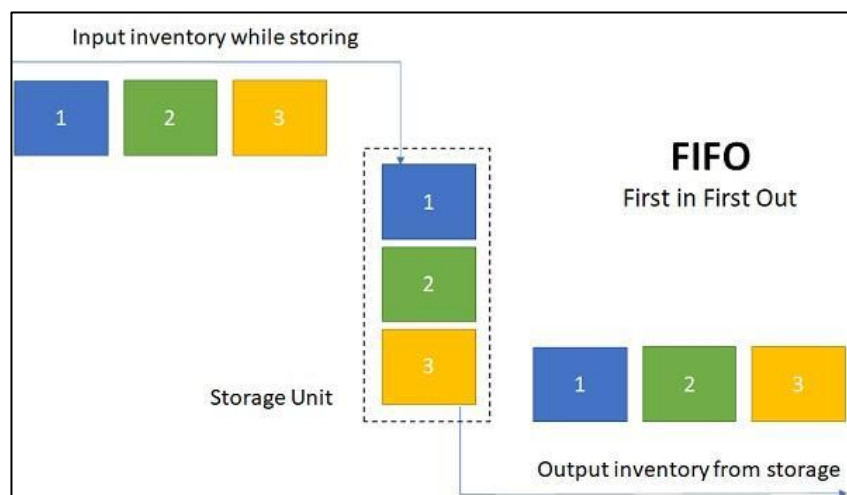 Input inventory while storing
1 2 3
FIFO
First in First Out
1
2
3
Storage Unit
1 2 3
Output inventory from storage